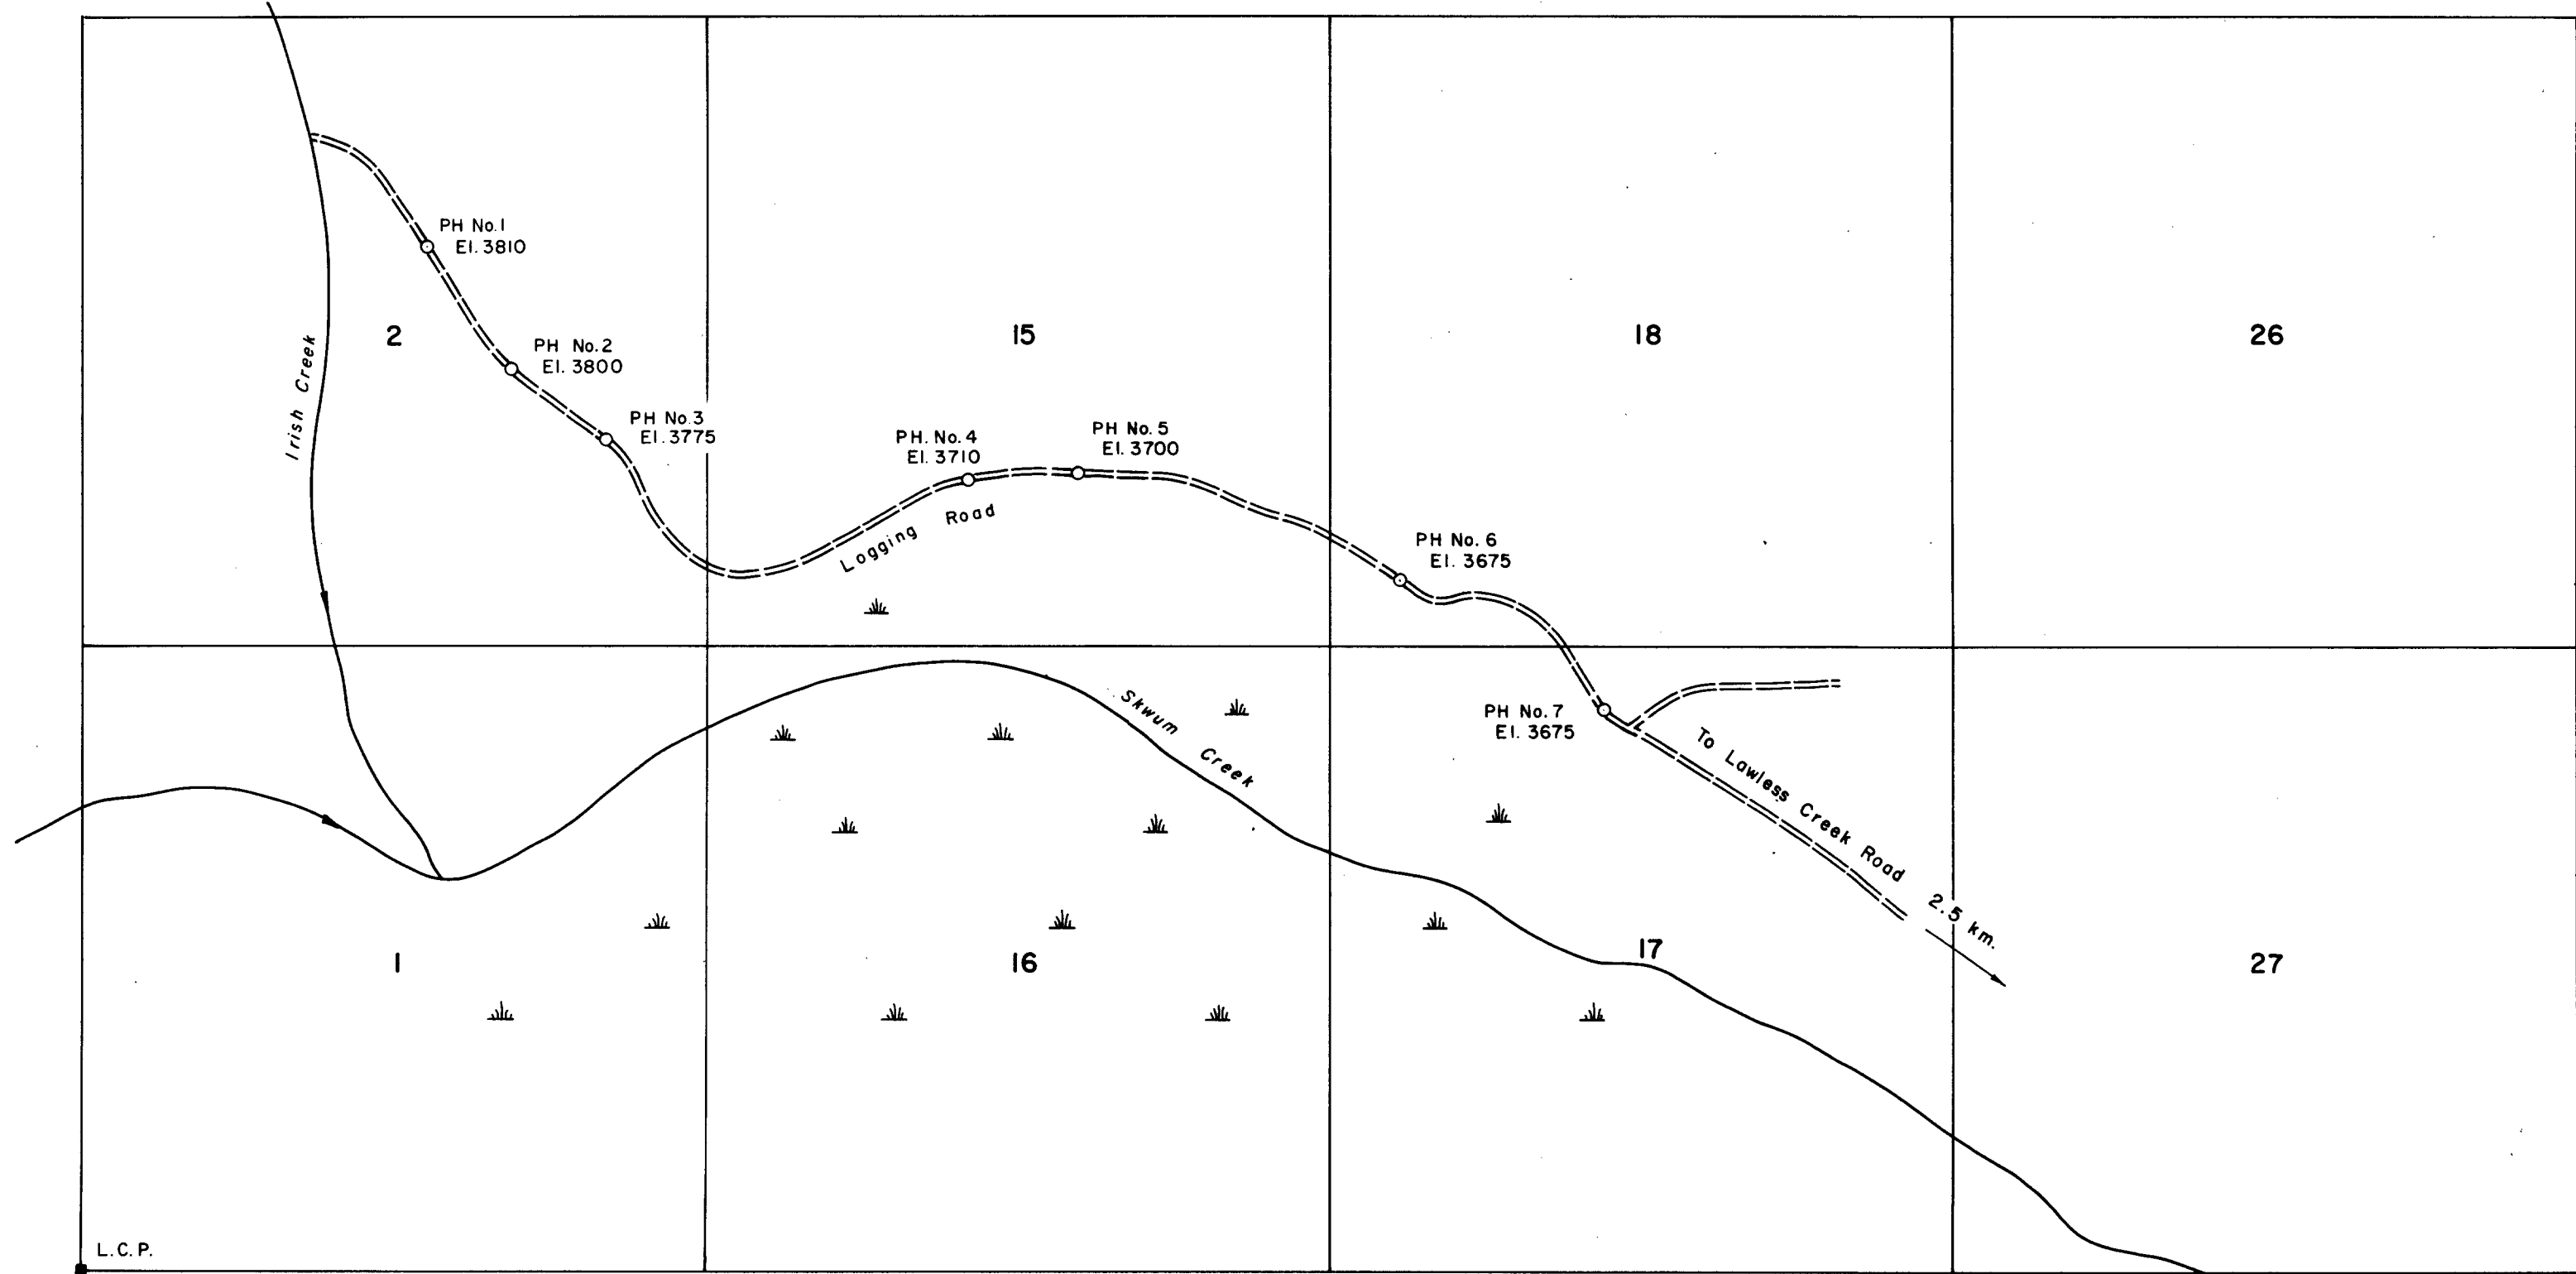 PH No.1
El. 3810
2
15
18
26
PH No. 2
El. 3800
Irish Creek
PH No.3
El. 3775
PH. No. 4
El. 3710
PH No. 5
El. 3700
Logging Road
PH No. 6
El. 3675
Skwum Creek
PH No. 7
El. 3675
To Lawless Creek Road 2.5 km.
1
16
17
27
L.C.P.